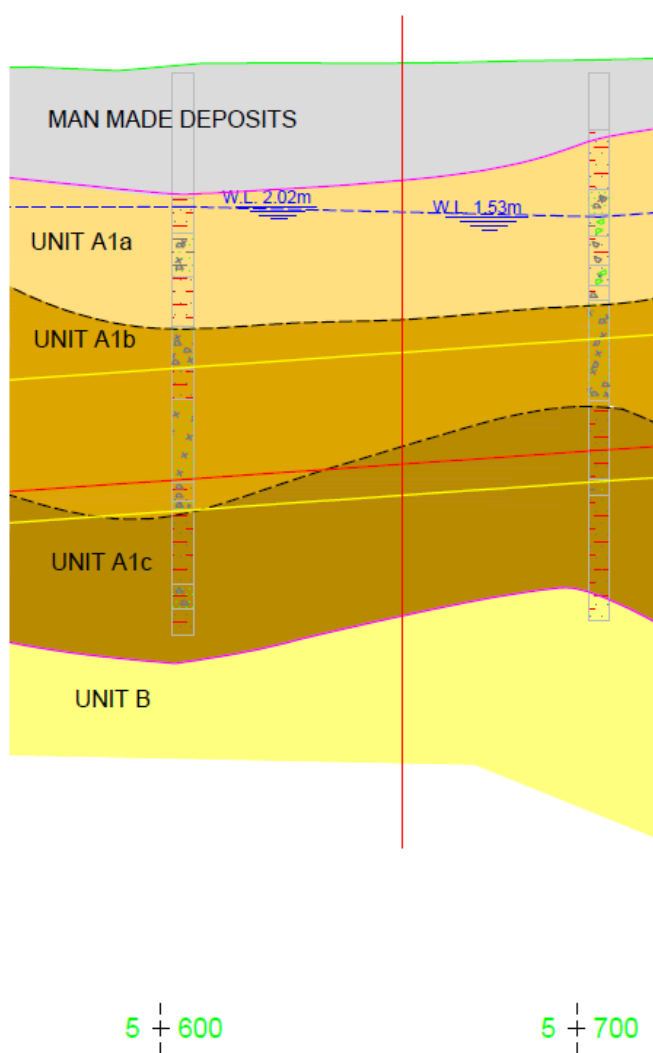 MAN MADE DEPOSITS
W.L. 2.02m
W.L. 1.53m
UNIT A1a
UNIT A1b
UNIT A1c
UNIT B
5 600
5 700